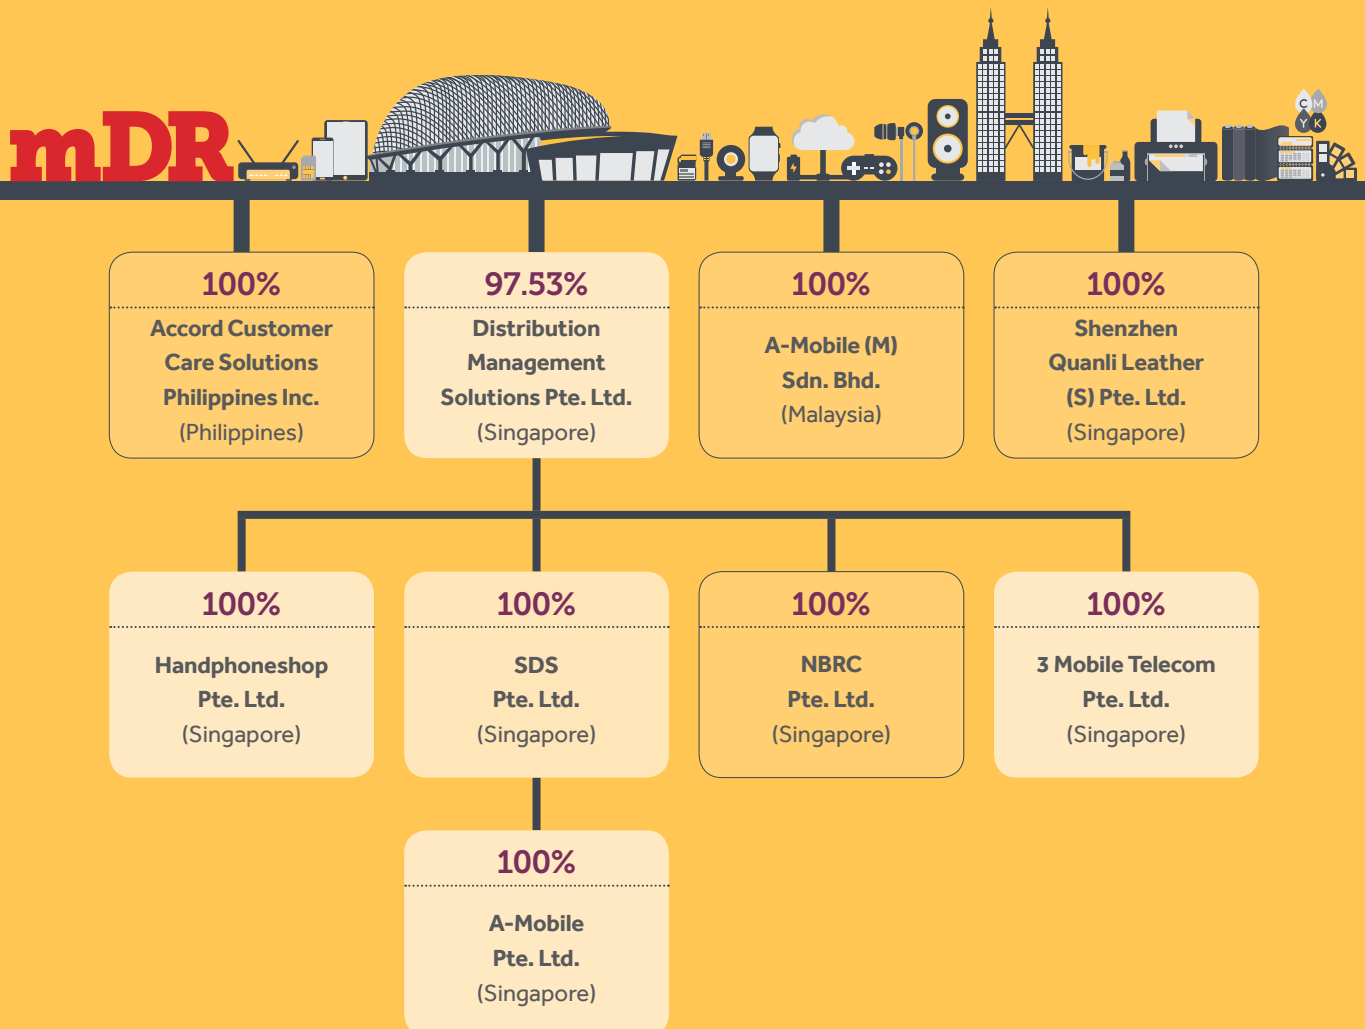 mDR
C M
Y K
100%
Accord Customer
Care Solutions
Philippines Inc.
(Philippines)
97.53%
Distribution
Management
Solutions Pte. Ltd.
(Singapore)
100%
A-Mobile (M)
Sdn. Bhd.
(Malaysia)
100%
Shenzhen
Quanli Leather
(S) Pte. Ltd.
(Singapore)
100%
Handphoneshop
Pte. Ltd.
(Singapore)
100%
SDS
Pte. Ltd.
(Singapore)
100%
NBRC
Pte. Ltd.
(Singapore)
100%
3 Mobile Telecom
Pte. Ltd.
(Singapore)
100%
A-Mobile
Pte. Ltd.
(Singapore)